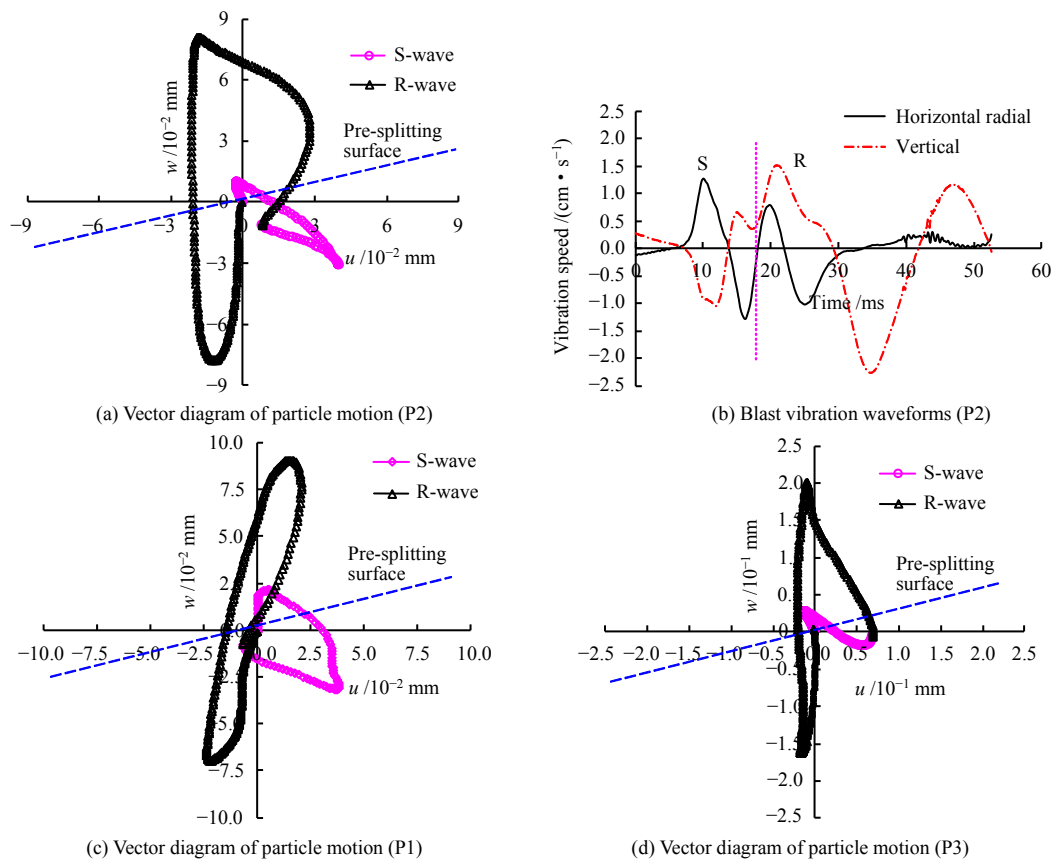 9
6
3
0
−3
−6
−9
−9
−6
−3
3
6
9
w /10−2 mm
u /10−2 mm
S-wave
R-wave
Pre-splitting
surface
(a) Vector diagram of particle motion (P2)
2.5
2.0
1.5
1.0
0.5
0.0
−0.5
−1.0
−1.5
−2.0
−2.5
0
10
20
30
40
50
60
Vibration speed /(cm • s−1)
Time /ms
Horizontal radial
Vertical
S
R
(b) Blast vibration waveforms (P2)
10.0
7.5
5.0
2
0.0
−2.5
−5.0
−7.5
−10.0
−10.0
−7.5
−5.0
−2.5
2.5
5.0
7.5
10.0
w /10−2 mm
u /10−2 mm
S-wave
R-wave
Pre-splitting
surface
(c) Vector diagram of particle motion (P1)
2.5
2.0
1.5
1
0
−0.5
−1.0
−1.5
−2.0
−2.5
−2.5
−2.0
−1.5
−1.0
−0.5
0.0
0.5
1.0
1.5
2.0
2.5
w /10−1 mm
u /10−1 mm
S-wave
R-wave
Pre-splitting
surface
(d) Vector diagram of particle motion (P3)